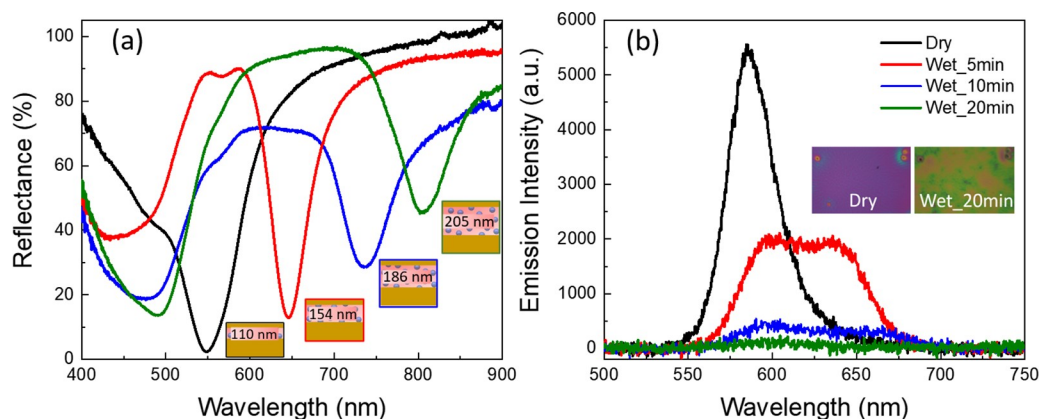 (a)
Reflectance (%)
100
80
60
40
20
0
110 nm
154 nm
186 nm
205 nm
400 500 600 700 800 900
Wavelength (nm)
(b)
Emission Intensity (a.u.)
6000
5000
4000
3000
2000
1000
0
Dry
Wet_5min
Wet_10min
Wet_20min
Dry
Wet_20min
500 550 600 650 700 750
Wavelength (nm)